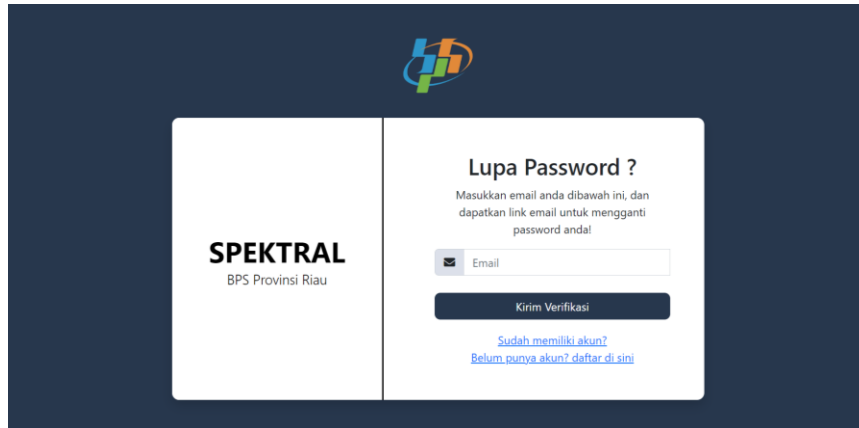 SPEKTRAL
BPS Provinsi Riau
Lupa Password ?
Masukkan email anda dibawah ini, dan
dapatkan link email untuk mengganti
password anda!
Email
Kirim Verifikasi
Sudah memiliki akun?
Belum punya akun? daftar di sini